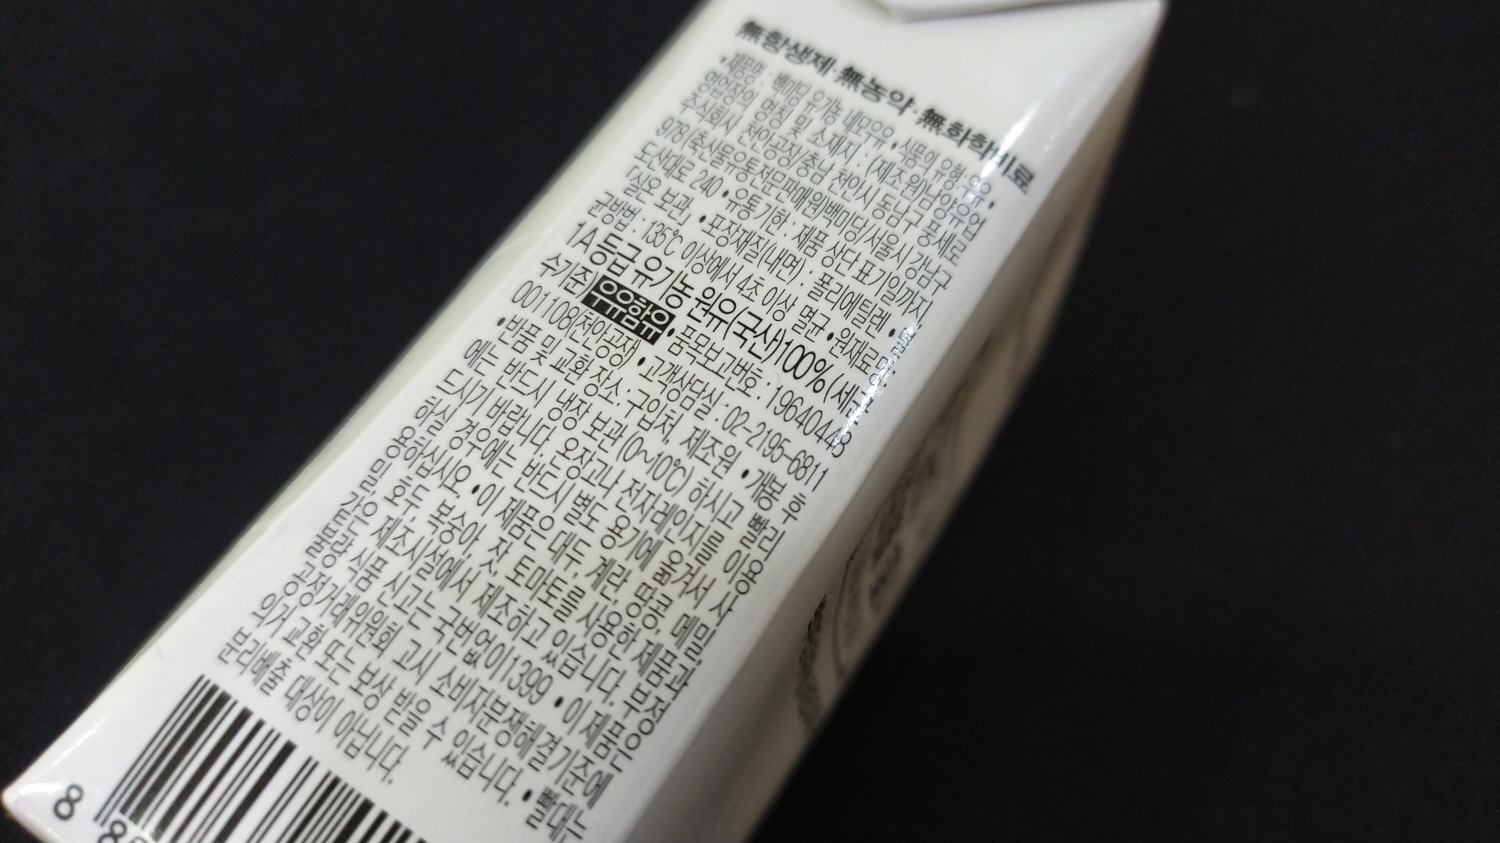 無항생제·無농약·無화학비료
•제품명 : 백미당 유기농 네모우유 •식품의 유형:우유 •
영업장의 명칭 및 소재지 : (제조원)남양유업
주식회사 천안공장/충남 천안시 동남구 풍세로
978 (축산물유통전문판매원)백미당/서울시 강남구
도산대로 240 •유통기한 : 제품 상단 표기일까지,
실온 보관 •포장재질(내면) : 폴리에틸렌 •멸
균방법 : 135℃ 이상에서 4초 이상 멸균 •원재료명 :
1A등급 유기농 원유(국산)100%(세균
수기준) 우유함유 •품목보고번호 : 19640448
001108(천안공장) •고객상담실 : 02-2195-6811
•반품 및 교환 장소 : 구입처, 제조원 •개봉 후
에는 반드시 냉장 보관(0~10℃) 하시고 빨리
드시기 바랍니다. 오장고나 전자레인지를 이용
하실 경우에는 반드시 별도 용기에 옮겨서 사
용하십시오. •이 제품은 대두, 계란, 땅콩, 메밀,
밀, 호두, 복숭아, 잣, 토마토를 사용한 제품과
같은 제조시설에서 제조하고 있습니다. 부정
불량 식품 신고는 국번없이1399 •이 제품은
공정거래위원회 고시 소비자분쟁해결기준에
의거 교환 또는 보상 받을 수 있습니다. •빨대는
분리배출 대상이 아닙니다.
8